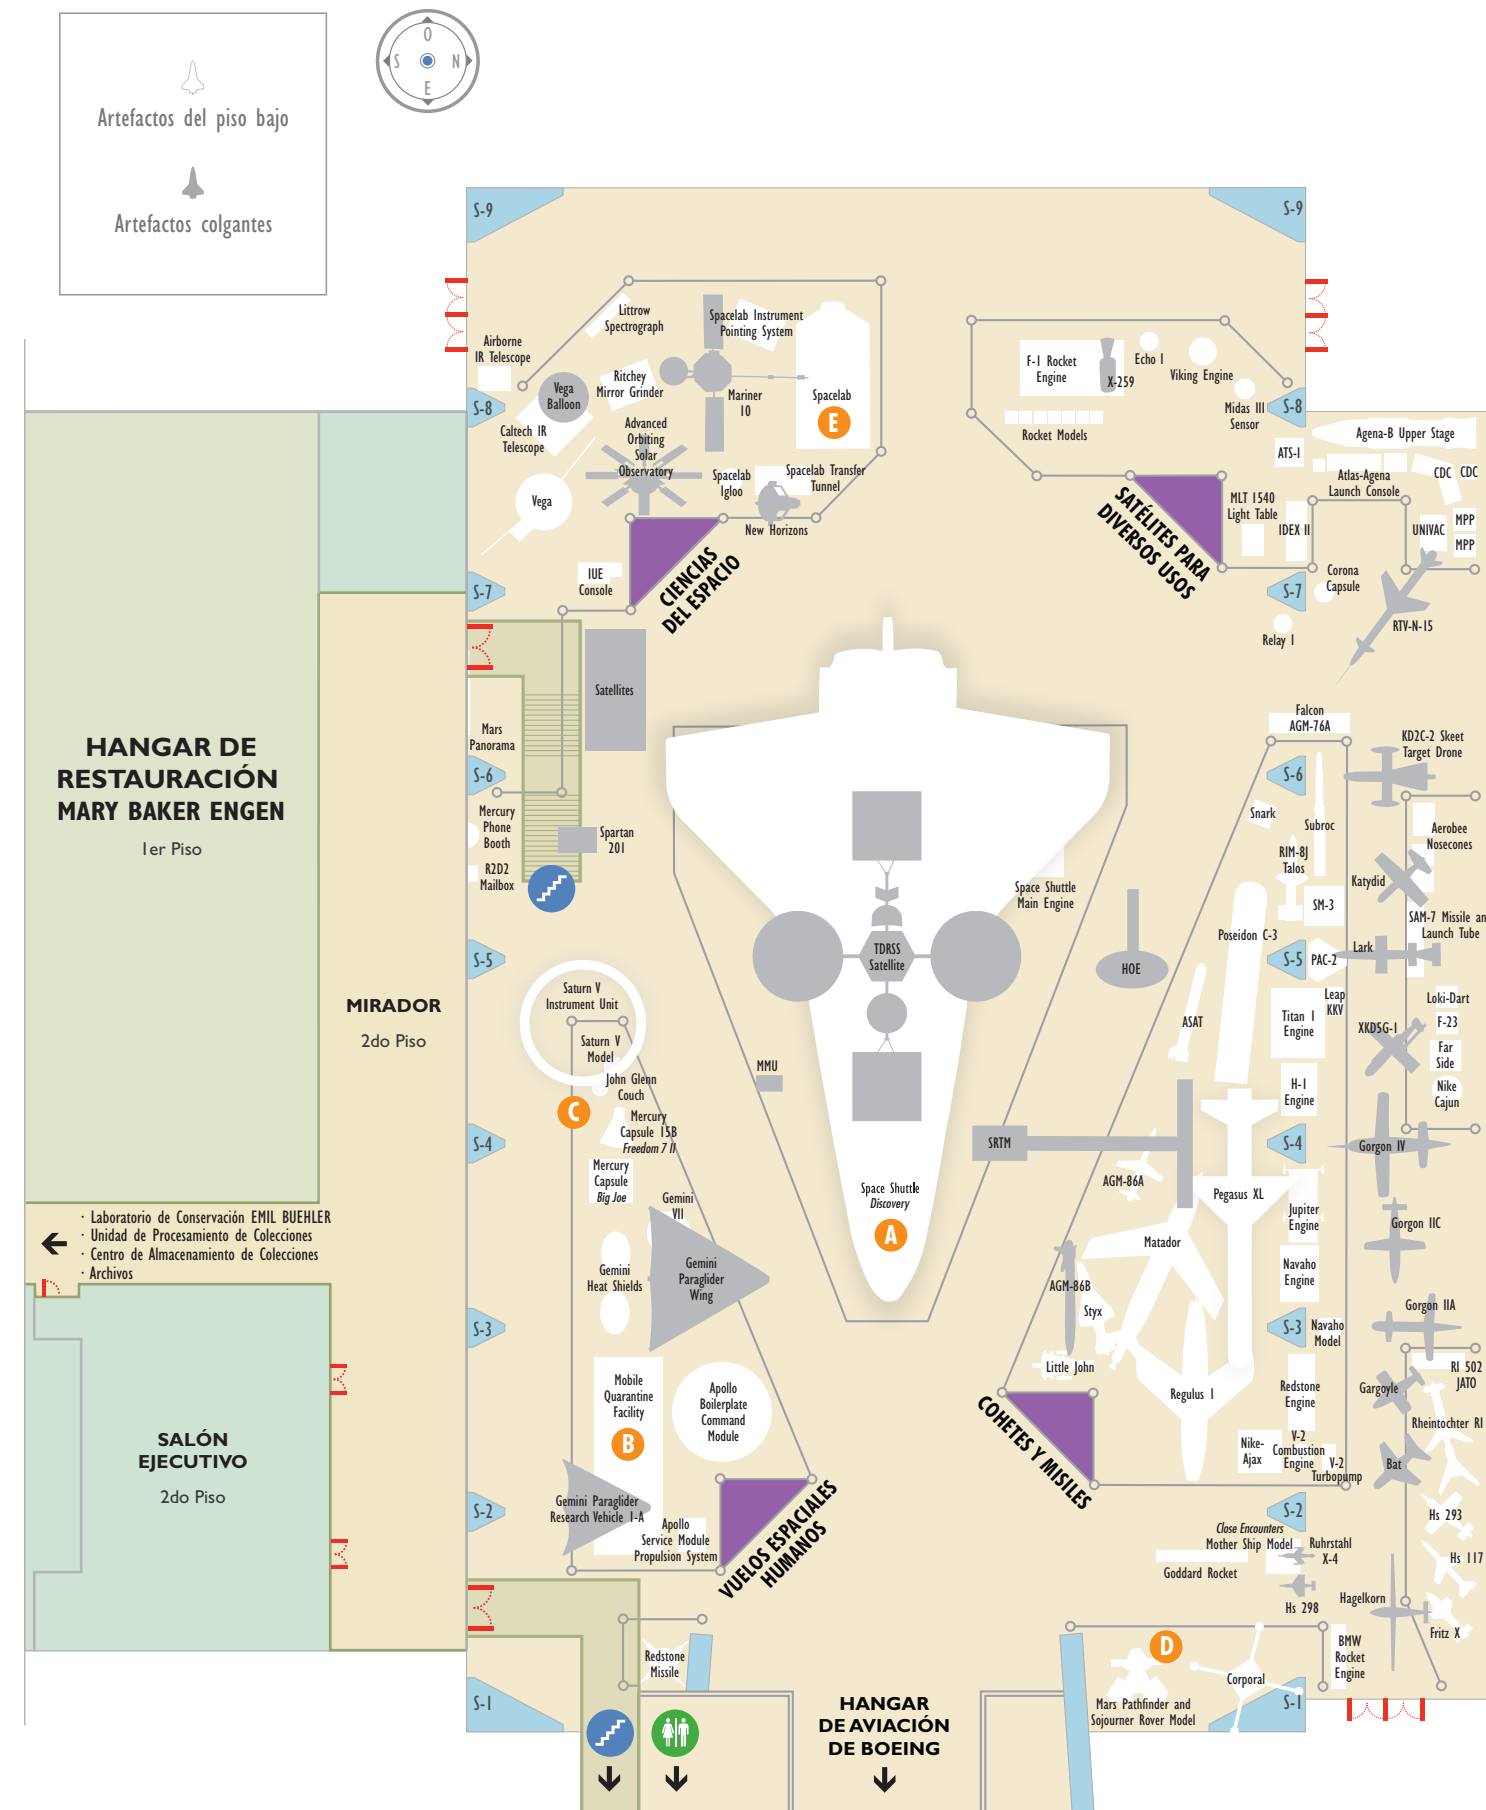 O
S
N
E
Artefactos del piso bajo
Artefactos colgantes
S-9
S-9
Littrow
Spectrograph
Spacelab Instrument
Pointing System
Airborne
IR Telescope
Ritchey
Mirror Grinder
Vega
Balloon
Mariner
10
Spacelab
E
F-1 Rocket
Engine
X-259
Echo 1
Viking Engine
Midas III
Sensor
S-8
S-8
Caltech IR
Telescope
Advanced
Orbiting
Solar
Observatory
Rocket Models
ATS-I
Agena-B Upper Stage
Atlas-Agena
Launch Console
CDC
CDC
Spacelab
Igloo
Spacelab Transfer
Tunnel
Vega
New Horizons
MLT 1540
Light Table
IDEX II
UNIVAC
MPP
MPP
SATÉLITES PARA
DIVERSOS USOS
CIENCIAS
DEL ESPACIO
IUE
Console
S-7
S-7
Corona
Capsule
Relay 1
RTV-N-15
Satellites
Mars
Panorama
Falcon
AGM-76A
KD2C-2 Skeet
Target Drone
HANGAR DE
RESTAURACIÓN
MARY BAKER ENGEN
1er Piso
S-6
S-6
Mercury
Phone
Booth
R2D2
Mailbox
Spartan
201
Snark
Subroc
RIM-8J
Talos
Aerobee
Nosecones
Katydid
Space Shuttle
Main Engine
SM-3
SAM-7 Missile an
Launch Tube
Poseidon C-3
TDRSS
Satellite
HOE
S-5
S-5
PAC-2
Lark
MIRADOR
2do Piso
Saturn V
Instrument Unit
Saturn V
Model
John Glenn
Couch
MMU
ASAT
Titan 1
Engine
Leap
KKV
XKD5G-1
Loki-Dart
F-23
Far
Side
Nike
Cajun
H-1
Engine
C
Mercury
Capsule 15B
Freedom 7 II
S-4
S-4
SRTM
Gorgon IV
Mercury
Capsule
Big Joe
Gemini
VII
AGM-86A
Pegasus XL
Space Shuttle
Discovery
A
Jupiter
Engine
Gorgon IIC
· Laboratorio de Conservación EMIL BUEHLER
· Unidad de Procesamiento de Colecciones
· Centro de Almacenamiento de Colecciones
· Archivos
Matador
Gemini
Heat Shields
Gemini
Paraglider
Wing
AGM-86B
Navaho
Engine
Styx
Gorgon IIA
S-3
S-3
Navaho
Model
Little John
Mobile
Quarantine
Facility
B
Apollo
Boilerplate
Command
Module
Regulus 1
Redstone
Engine
RI 502
JATO
Gargoyle
Rheintochter RI
SALÓN
EJECUTIVO
2do Piso
COHETES Y MISILES
Nike-
Ajax
V-2
Combustion
Engine
V-2
Turbopump
Bat
S-2
S-2
Gemini Paraglider
Research Vehicle 1-A
Apollo
Service Module
Propulsion System
VUELOS ESPACIALES
HUMANOS
Close Encounters
Mother Ship Model
Ruhrstahl
X-4
Goddard Rocket
Hs 298
Hs 293
Hs 117
Hagelkorn
Fritz X
Redstone
Missile
D
BMW
Rocket
Engine
Corporal
Mars Pathfinder and
Sojourner Rover Model
S-1
S-1
HANGAR
DE AVIACIÓN
DE BOEING